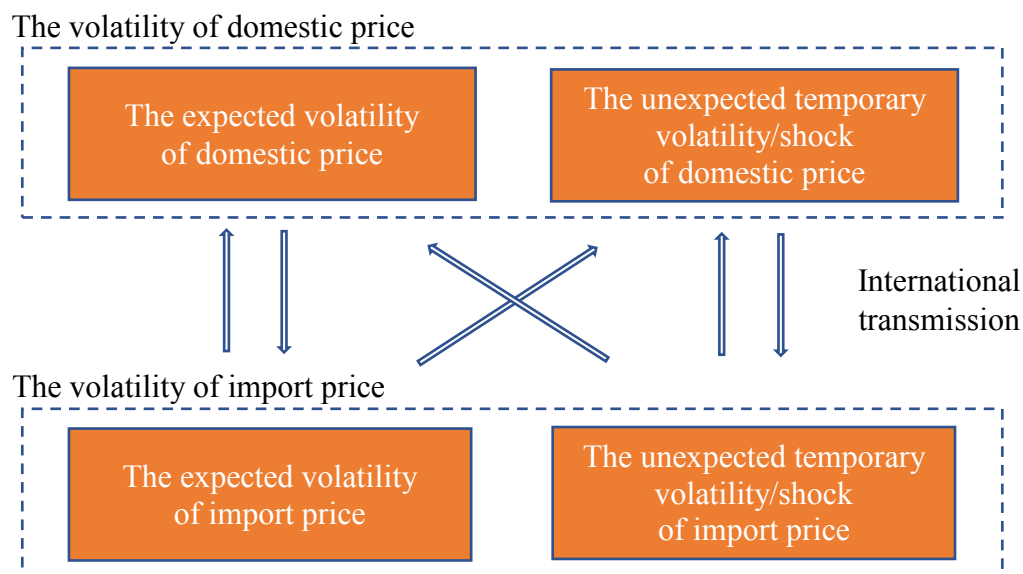 The volatility of domestic price
The expected volatility
of domestic price
The unexpected temporary
volatility/shock
of domestic price
International
transmission
The volatility of import price
The expected volatility
of import price
The unexpected temporary
volatility/shock
of import price